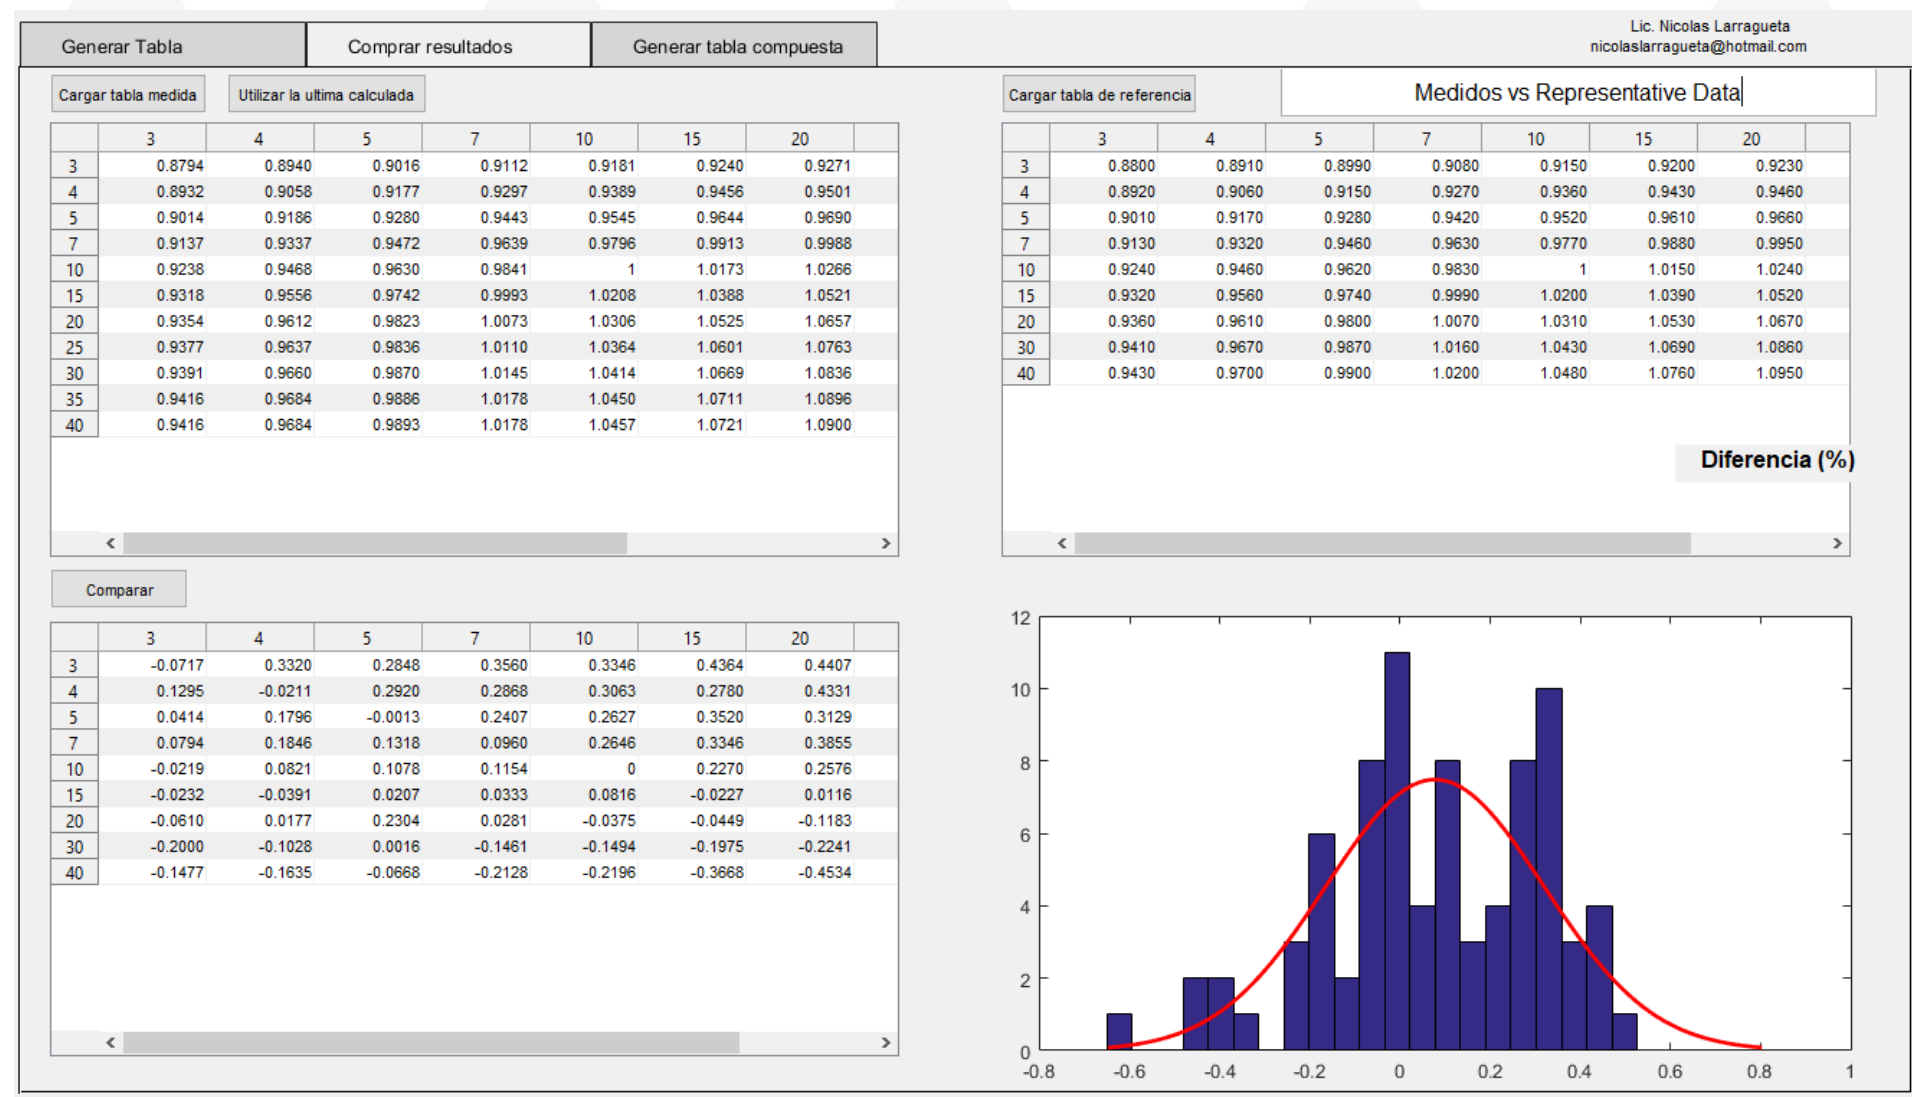 Lic. Nicolas Larragueta
nicolaslarragueta@hotmail.com
Generar Tabla Comprar resultados Generar tabla compuesta
Cargar tabla medida Utilizar la ultima calculada
3 4 5 7 10 15 20
3 0.8794 0.8940 0.9016 0.9112 0.9181 0.9240 0.9271
4 0.8932 0.9058 0.9177 0.9297 0.9389 0.9456 0.9501
5 0.9014 0.9186 0.9280 0.9443 0.9545 0.9644 0.9690
7 0.9137 0.9337 0.9472 0.9639 0.9796 0.9913 0.9988
10 0.9238 0.9468 0.9630 0.9841 1 1.0173 1.0266
15 0.9318 0.9556 0.9742 0.9993 1.0208 1.0388 1.0521
20 0.9354 0.9612 0.9823 1.0073 1.0306 1.0525 1.0657
25 0.9377 0.9637 0.9836 1.0110 1.0364 1.0601 1.0763
30 0.9391 0.9660 0.9870 1.0145 1.0414 1.0669 1.0836
35 0.9416 0.9684 0.9886 1.0178 1.0450 1.0711 1.0896
40 0.9416 0.9684 0.9893 1.0178 1.0457 1.0721 1.0900
Cargar tabla de referencia Medidos vs Representative Data
3 4 5 7 10 15 20
3 0.8800 0.8910 0.8990 0.9080 0.9150 0.9200 0.9230
4 0.8920 0.9060 0.9150 0.9270 0.9360 0.9430 0.9460
5 0.9010 0.9170 0.9280 0.9420 0.9520 0.9610 0.9660
7 0.9130 0.9320 0.9460 0.9630 0.9770 0.9880 0.9950
10 0.9240 0.9460 0.9620 0.9830 1 1.0150 1.0240
15 0.9320 0.9560 0.9740 0.9990 1.0200 1.0390 1.0520
20 0.9360 0.9610 0.9800 1.0070 1.0310 1.0530 1.0670
30 0.9410 0.9670 0.9870 1.0160 1.0430 1.0690 1.0860
40 0.9430 0.9700 0.9900 1.0200 1.0480 1.0760 1.0950
Diferencia (%)
Comparar
3 4 5 7 10 15 20
3 -0.0717 0.3320 0.2848 0.3560 0.3346 0.4364 0.4407
4 0.1295 -0.0211 0.2920 0.2868 0.3063 0.2780 0.4331
5 0.0414 0.1796 -0.0013 0.2407 0.2627 0.3520 0.3129
7 0.0794 0.1846 0.1318 0.0960 0.2646 0.3346 0.3855
10 -0.0219 0.0821 0.1078 0.1154 0 0.2270 0.2576
15 -0.0232 -0.0391 0.0207 0.0333 0.0816 -0.0227 0.0116
20 -0.0610 0.0177 0.2304 0.0281 -0.0375 -0.0449 -0.1183
30 -0.2000 -0.1028 0.0016 -0.1461 -0.1494 -0.1975 -0.2241
40 -0.1477 -0.1635 -0.0668 -0.2128 -0.2196 -0.3668 -0.4534
12
10
8
6
4
2
0
-0.8 -0.6 -0.4 -0.2 0 0.2 0.4 0.6 0.8 1